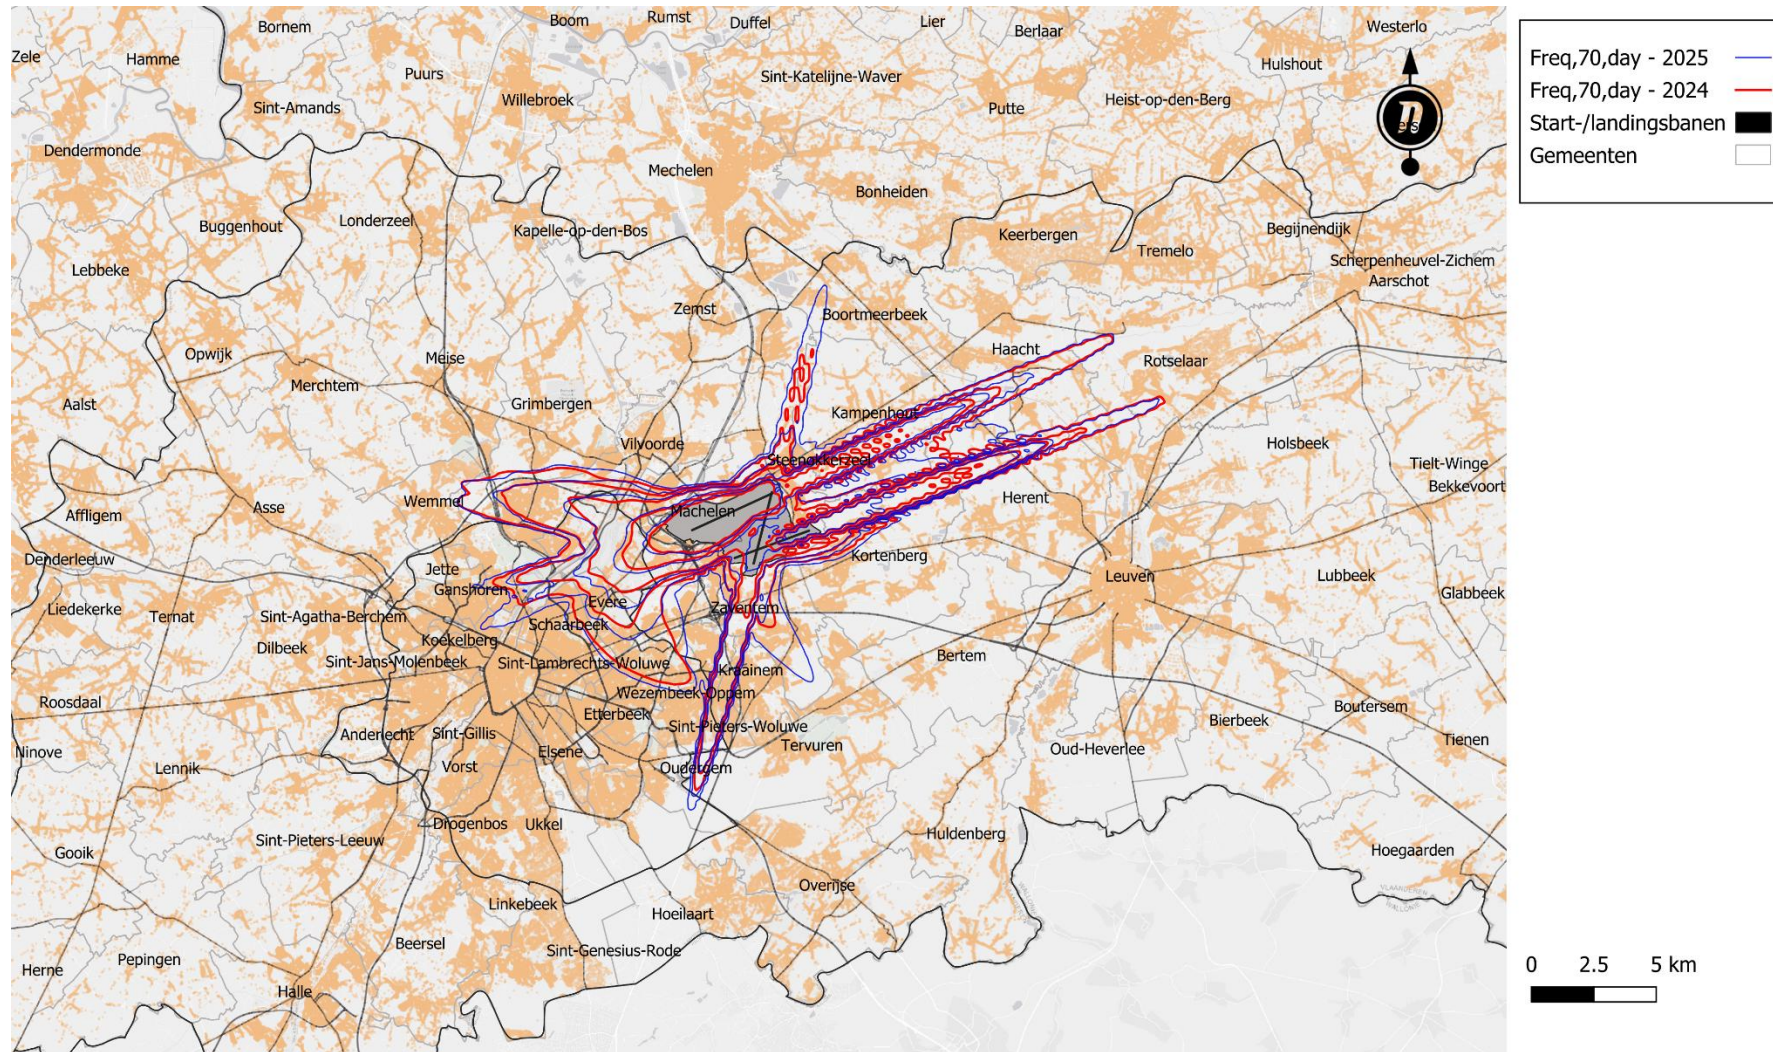 Bornem
Boom
Rumst
Duffel
Lier
Berlaar
Westerlo
Zele
Hamme
Puurs
Sint-Katelijne-Waver
Hulshout
Sint-Amands
Willebroek
Putte
Heist-op-den-Berg
Dendermonde
Mechelen
Bonheiden
Buggenhout
Londerzeel
Kapelle-op-den-Bos
Keerbergen
Tremelo
Begijnendijk
Lebbeke
Scherpenheuvel-Zichem
Aarschot
Zemst
Boortmeerbeek
Opwijk
Meise
Haacht
Rotselaar
Merchtem
Aalst
Grimbergen
Kampenhout
Vilvoorde
Holsbeek
Steenokkerzeel
Tielt-Winge
Bekkevoort
Wemmel
Asse
Affligem
Machelen
Herent
Denderleeuw
Kortenberg
Jette
Ganshoren
Leuven
Lubbeek
Glabbeek
Liedekerke
Ternat
Sint-Agatha-Berchem
Evere
Zaventem
Schaarbeek
Koekelberg
Dilbeek
Sint-Jans-Molenbeek
Sint-Lambrechts-Woluwe
Kraainem
Bertem
Wezembeek-Oppem
Roosdaal
Etterbeek
Sint-Pieters-Woluwe
Bierbeek
Boutersem
Anderlecht
Sint-Gillis
Elsene
Tervuren
Oud-Heverlee
Tienen
Ninove
Lennik
Vorst
Oudergem
Drogenbos
Ukkel
Sint-Pieters-Leeuw
Huldenberg
Gooik
Hoegaarden
Overijse
VLAANDEREN
WALLONIE
Linkebeek
Hoeilaart
Beersel
Sint-Genesius-Rode
Pepingen
Herne
Halle
Freq,70,day - 2025
Freq,70,day - 2024
Start-/landingsbanen
Gemeenten
0 2.5 5 km